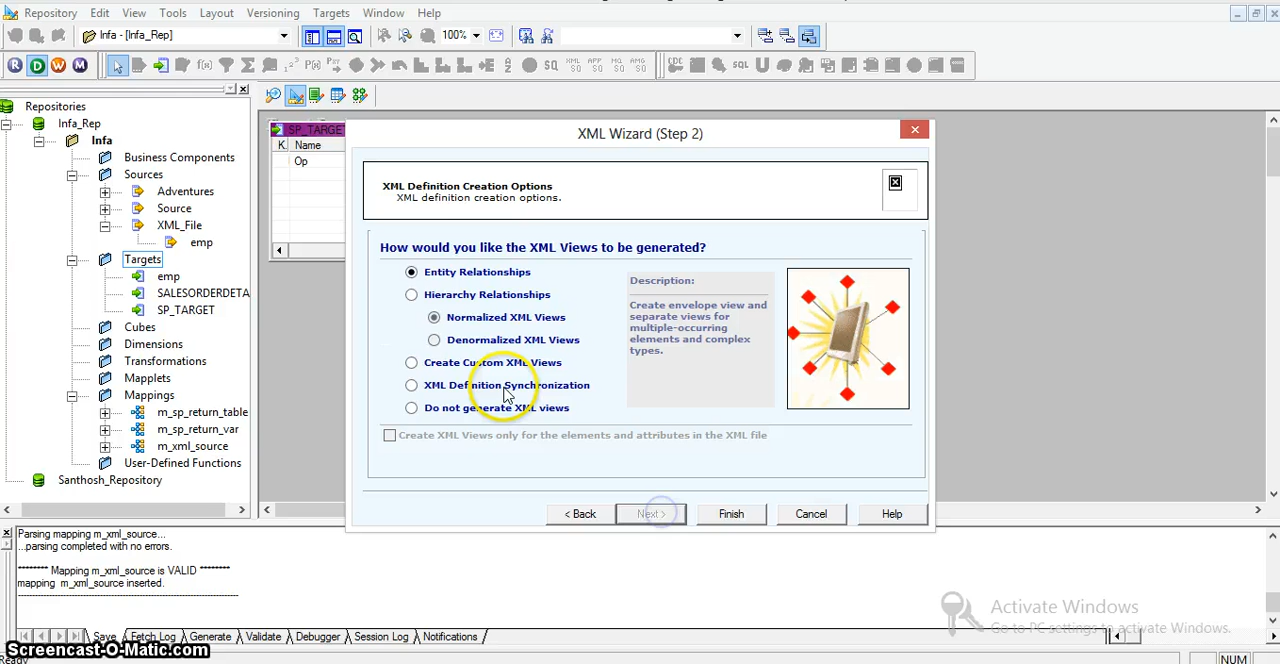 Repository Edit View Tools Layout Versioning Targets Window Help
Infa - [Infa_Rep]
100%
Repositories
Infa_Rep
Infa
Business Components
Sources
Adventures
Source
XML_File
emp
Targets
emp
SALESORDERDETA
SP_TARGET
Cubes
Dimensions
Transformations
Mapplets
Mappings
m_sp_return_table
m_sp_return_var
m_xml_source
User-Defined Functions
Santhosh_Repository
SP_TARGET
K. Name
Op
XML Wizard (Step 2)
XML Definition Creation Options
XML definition creation options.
How would you like the XML Views to be generated?
Entity Relationships
Hierarchy Relationships
Normalized XML Views
Denormalized XML Views
Create Custom XML Views
XML Definition Synchronization
Do not generate XML views
Create XML Views only for the elements and attributes in the XML file
Description:
Create envelope view and
separate views for
multiple-occurring
elements and complex
types.
< Back Next > Finish Cancel Help
Parsing mapping m_xml_source...
...parsing completed with no errors.
******** Mapping m_xml_source is VALID ********
mapping m_xml_source inserted.
Save Fetch Log Generate Validate Debugger Session Log Notifications
Activate Windows
Go to PC settings to activate Windows.
Screencast-O-Matic.com
Ready
NUM